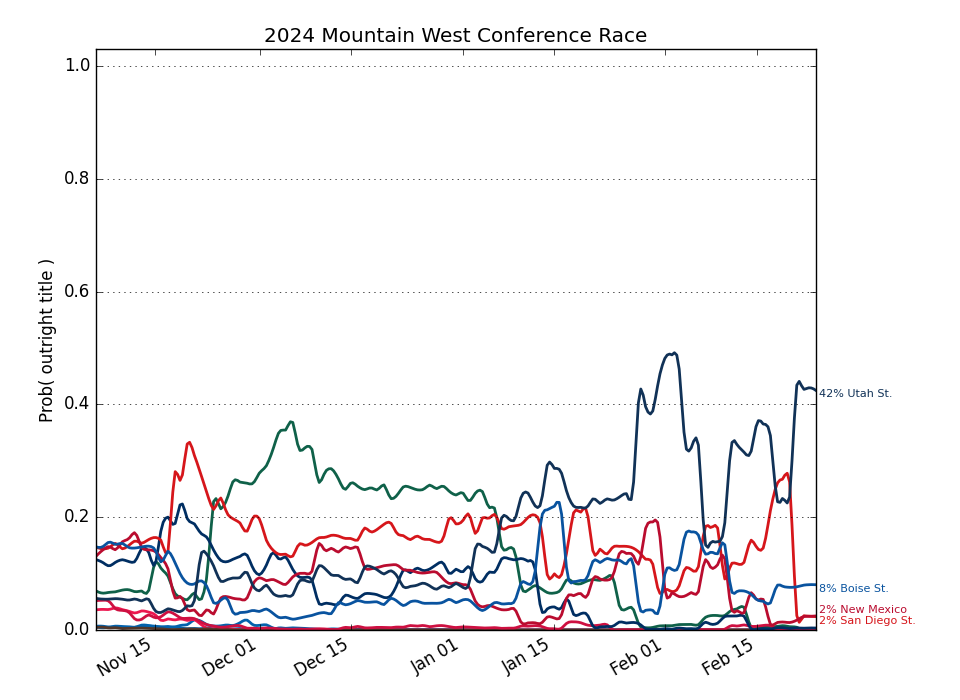 2024 Mountain West Conference Race
Prob( outright title )
1.0
0.8
0.6
0.4
0.2
0.0
42% Utah St.
8% Boise St.
2% New Mexico
2% San Diego St.
Nov 15
Dec 01
Dec 15
Jan 01
Jan 15
Feb 01
Feb 15